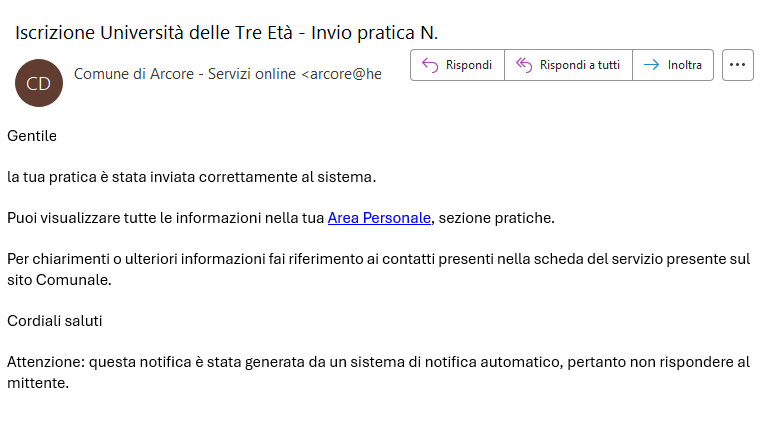 Iscrizione Università delle Tre Età - Invio pratica N.
CD
Comune di Arcore - Servizi online <arcore@he
Rispondi
Rispondi a tutti
Inoltra
Gentile
la tua pratica è stata inviata correttamente al sistema.
Puoi visualizzare tutte le informazioni nella tua Area Personale, sezione pratiche.
Per chiarimenti o ulteriori informazioni fai riferimento ai contatti presenti nella scheda del servizio presente sul
sito Comunale.
Cordiali saluti
Attenzione: questa notifica è stata generata da un sistema di notifica automatico, pertanto non rispondere al
mittente.